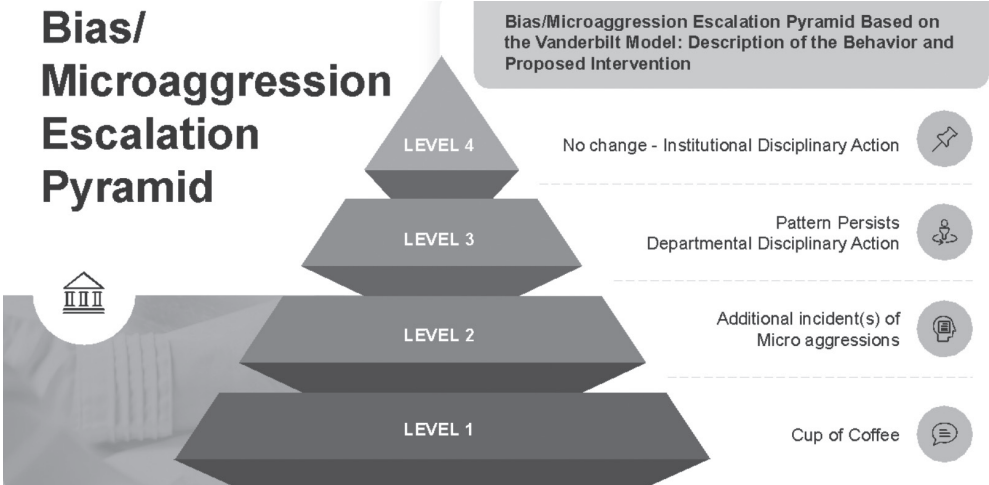 Bias/
Microaggression
Escalation
Pyramid
Bias/Microaggression Escalation Pyramid Based on
the Vanderbilt Model: Description of the Behavior and
Proposed Intervention
LEVEL 4
No change - Institutional Disciplinary Action
LEVEL 3
Pattern Persists
Departmental Disciplinary Action
LEVEL 2
Additional incident(s) of
Micro aggressions
LEVEL 1
Cup of Coffee